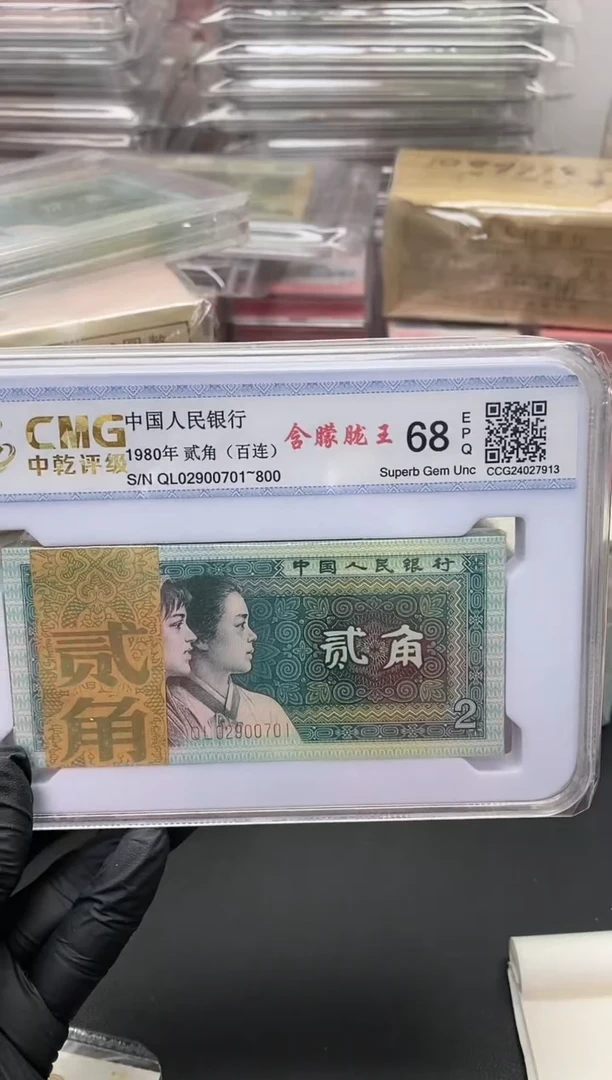 CMG
中乾评级
中国人民银行
1980年 贰角（百连）
S/N QL02900701~800
含朦胧王
68
EPQ
Superb Gem Unc
CCG24027913
中国人民银行
贰角
贰角
2
QL02900701